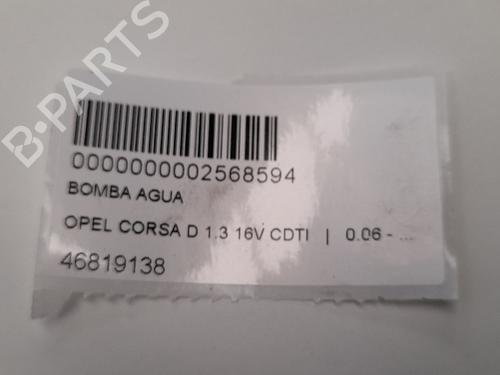 B-PARTS
0000000002568594
BOMBA AGUA
OPEL CORSA D 1.3 16V CDTI | 0.06 - ...
46819138